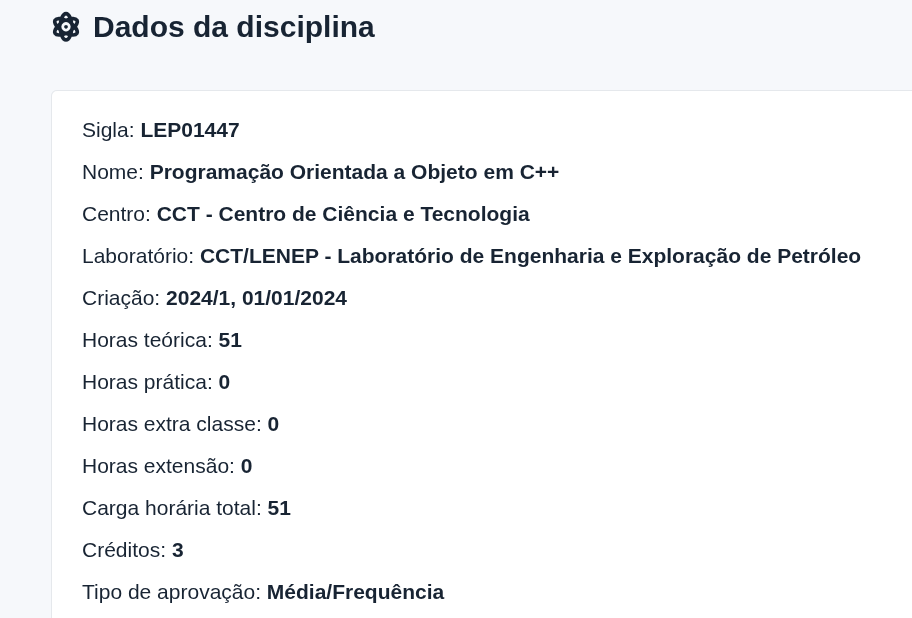 Dados da disciplina
Sigla: LEP01447
Nome: Programação Orientada a Objeto em C++
Centro: CCT - Centro de Ciência e Tecnologia
Laboratório: CCT/LENEP - Laboratório de Engenharia e Exploração de Petróleo
Criação: 2024/1, 01/01/2024
Horas teórica: 51
Horas prática: 0
Horas extra classe: 0
Horas extensão: 0
Carga horária total: 51
Créditos: 3
Tipo de aprovação: Média/Frequência